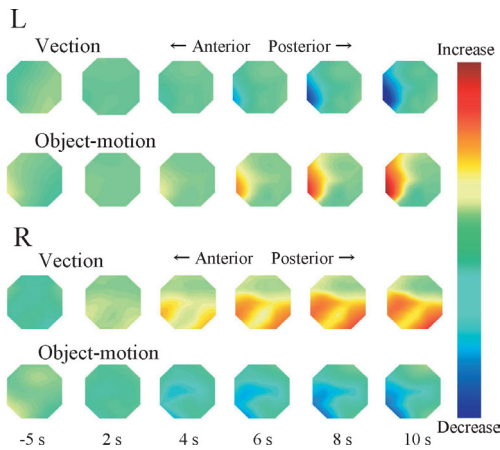 L
Vection
← Anterior Posterior →
Increase
Object-motion
R
Vection
← Anterior Posterior →
Object-motion
Decrease
-5 s 2 s 4 s 6 s 8 s 10 s